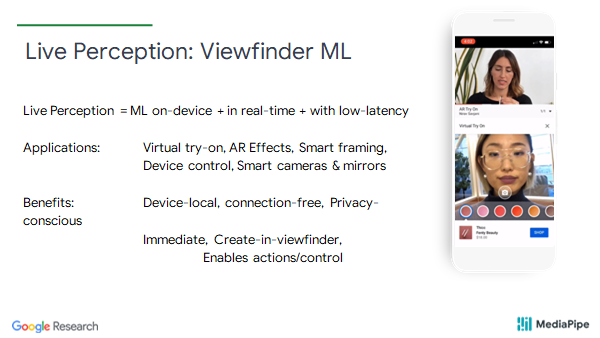 Live Perception: Viewfinder ML
Live Perception = ML on-device + in real-time + with low-latency
Applications: Virtual try-on, AR Effects, Smart framing,
Device control, Smart cameras & mirrors
Benefits: Device-local, connection-free, Privacy-
conscious
Immediate, Create-in-viewfinder,
Enables actions/control
AR Try On
Virtual Try On
Fenty Beauty
SHOP
Google Research
MediaPipe